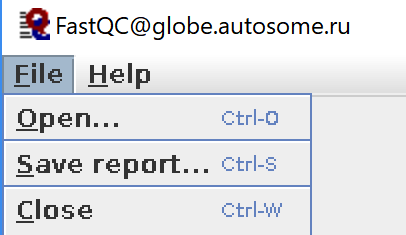 FastQC@globe.autosome.ru
File Help
Open... Ctrl-O
Save report... Ctrl-S
Close Ctrl-W